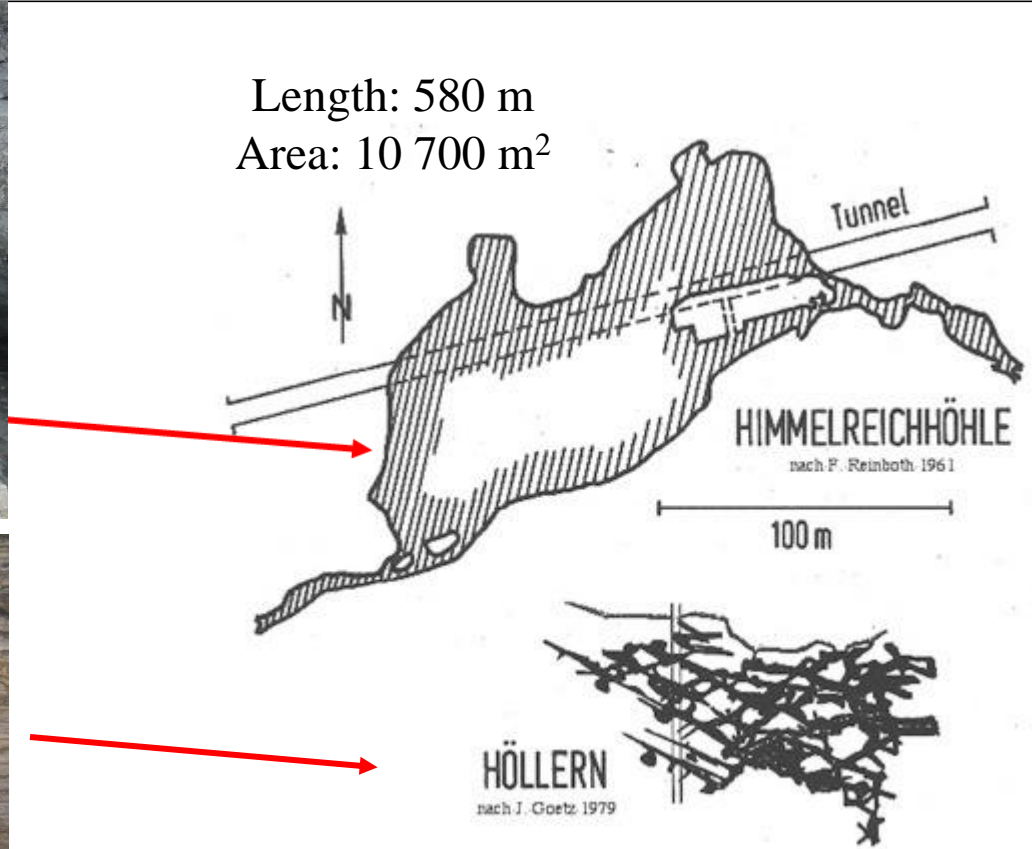 Length: 580 m
Area: 10 700 m²
Tunnel
N
HIMMELREICHHÖHLE
nach F. Reinboth 1961
100 m
HÖLLERN
nach J. Goetz 1979